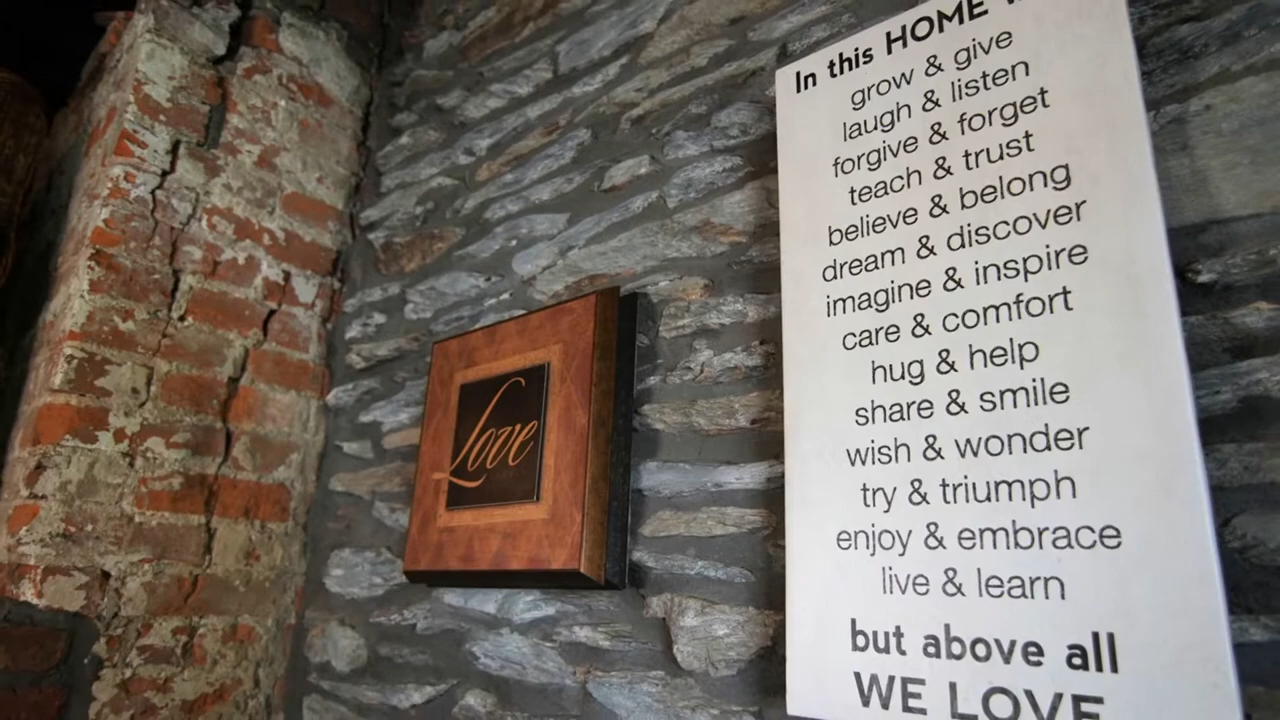 Love
In this HOME
grow & give
laugh & listen
forgive & forget
teach & trust
believe & belong
dream & discover
imagine & inspire
care & comfort
hug & help
share & smile
wish & wonder
try & triumph
enjoy & embrace
live & learn
but above all
WE LOVE